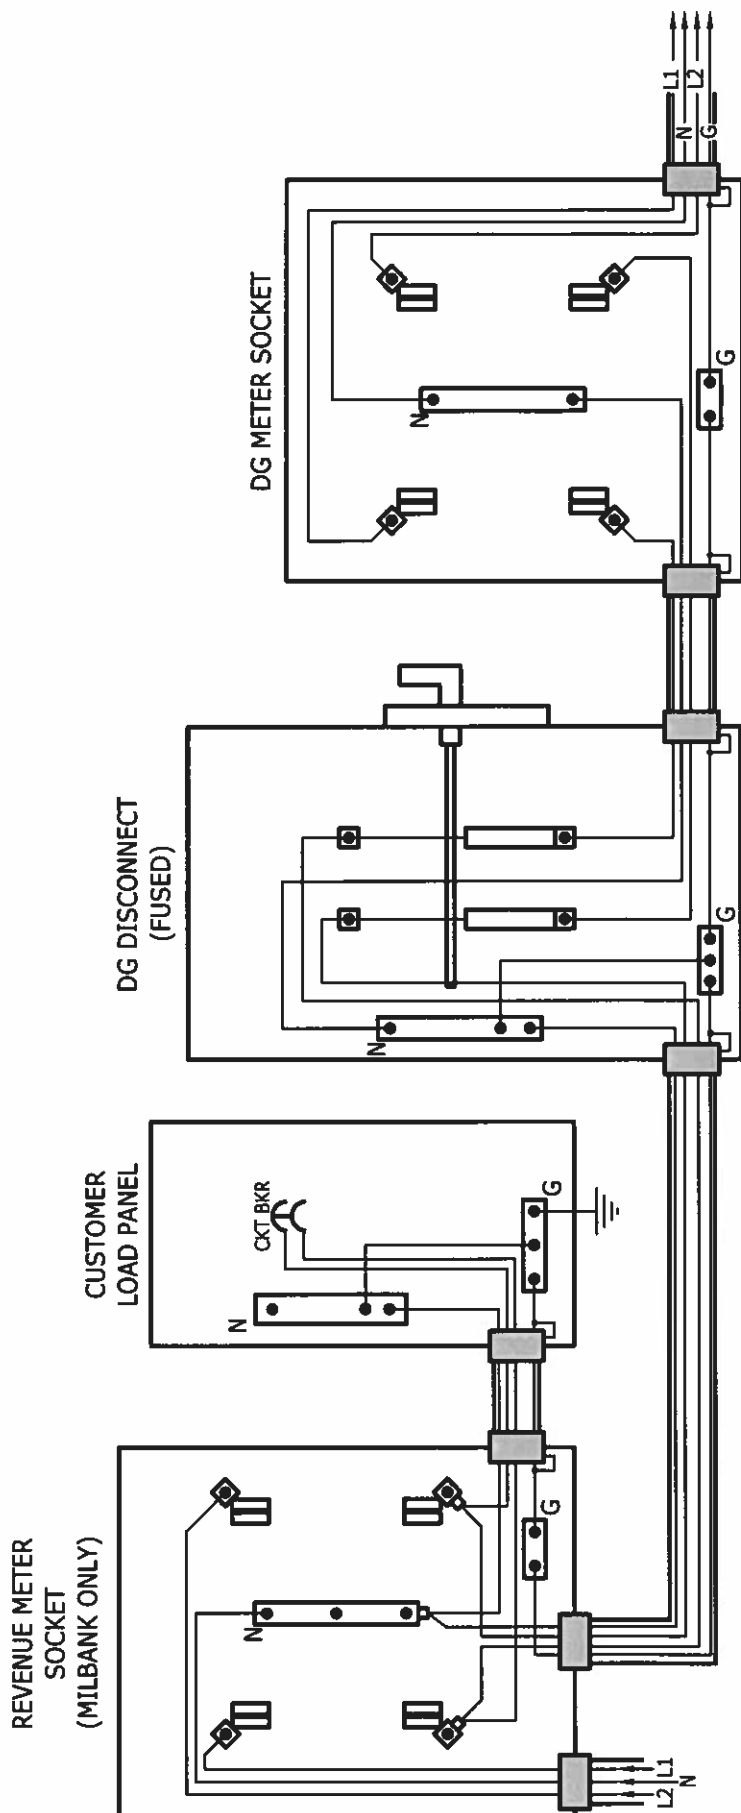 REVENUE METER
SOCKET
(MILBANK ONLY)
N
G
L2
N
L1
CUSTOMER
LOAD PANEL
N
CKT BKR
G
DG DISCONNECT
(FUSED)
N
G
DG METER SOCKET
N
G
L1
N
L2
G